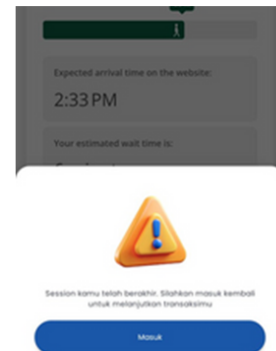 Expected arrival time on the website:
2:33 PM
Your estimated wait time is:
Session kamu telah berakhir. Silahkan masuk kembali
untuk melanjutkan transaksimu
Masuk